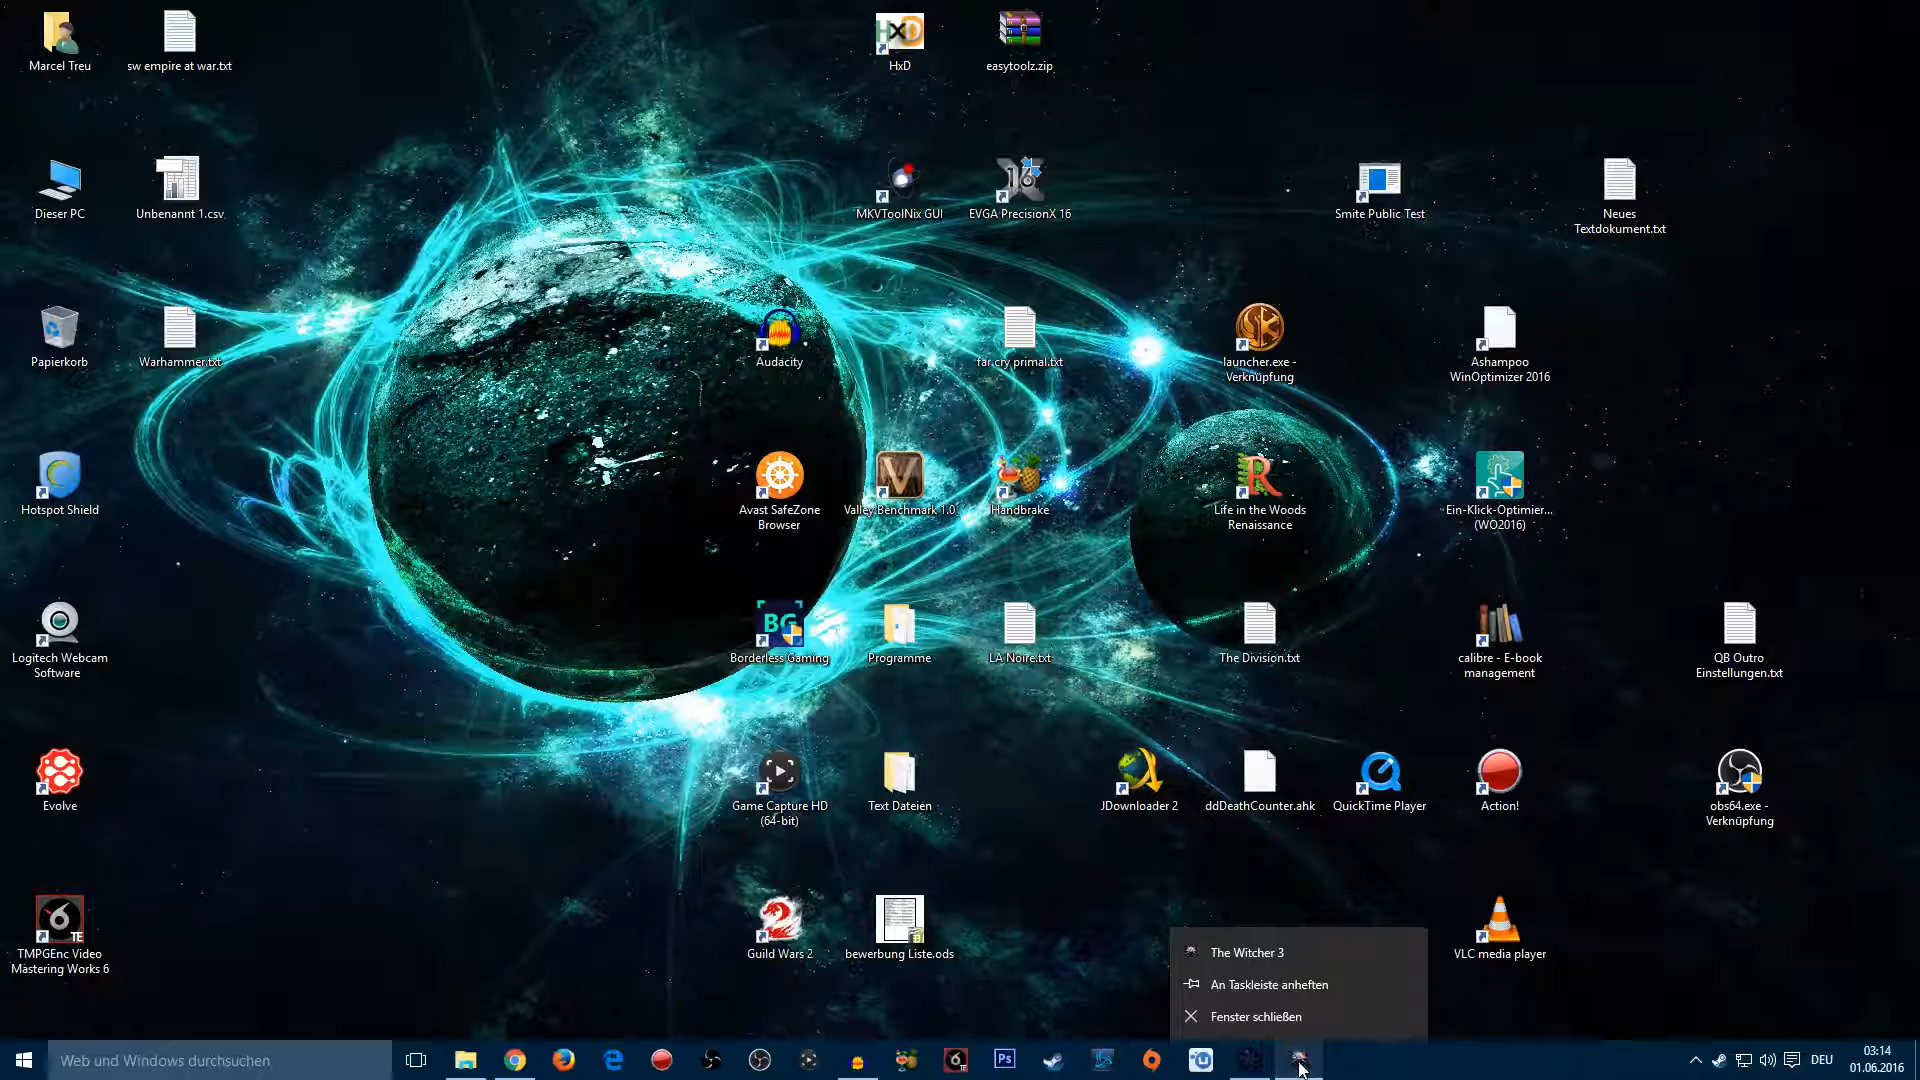 Marcel Treu
sw empire at war.txt
HxD
easytoolz.zip
Dieser PC
Unbenannt 1.csv
MKVToolNix GUI
EVGA PrecisionX 16
Smite Public Test
Neues
Textdokument.txt
Papierkorb
Warhammer.txt
Audacity
far cry primal.txt
launcher.exe -
Verknüpfung
Ashampoo
WinOptimizer 2016
Hotspot Shield
Avast SafeZone
Browser
Valley Benchmark 1.0
Handbrake
Life in the Woods
Renaissance
Ein-Klick-Optimier...
(WO2016)
Logitech Webcam
Software
Borderless Gaming
Programme
LA Noire.txt
The Division.txt
calibre - E-book
management
QB Outro
Einstellungen.txt
Evolve
Game Capture HD
(64-bit)
Text Dateien
JDownloader 2
ddDeathCounter.ahk
QuickTime Player
Action!
obs64.exe -
Verknüpfung
TMPGEnc Video
Mastering Works 6
Guild Wars 2
bewerbung Liste.ods
VLC media player
The Witcher 3
An Taskleiste anheften
Fenster schließen
Web und Windows durchsuchen
DEU
03:14
01.06.2016